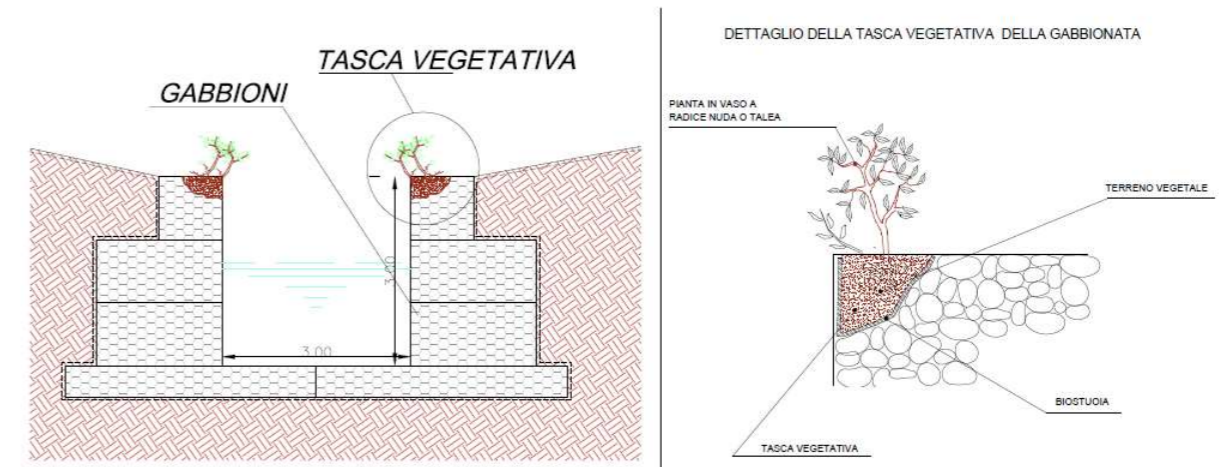 TASCA VEGETATIVA
GABBIONI
3,00
3,00
DETTAGLIO DELLA TASCA VEGETATIVA DELLA GABBIONATA
PIANTA IN VASO A
RADICE NUDA O TALEA
TERRENO VEGETALE
BIOSTUOIA
TASCA VEGETATIVA